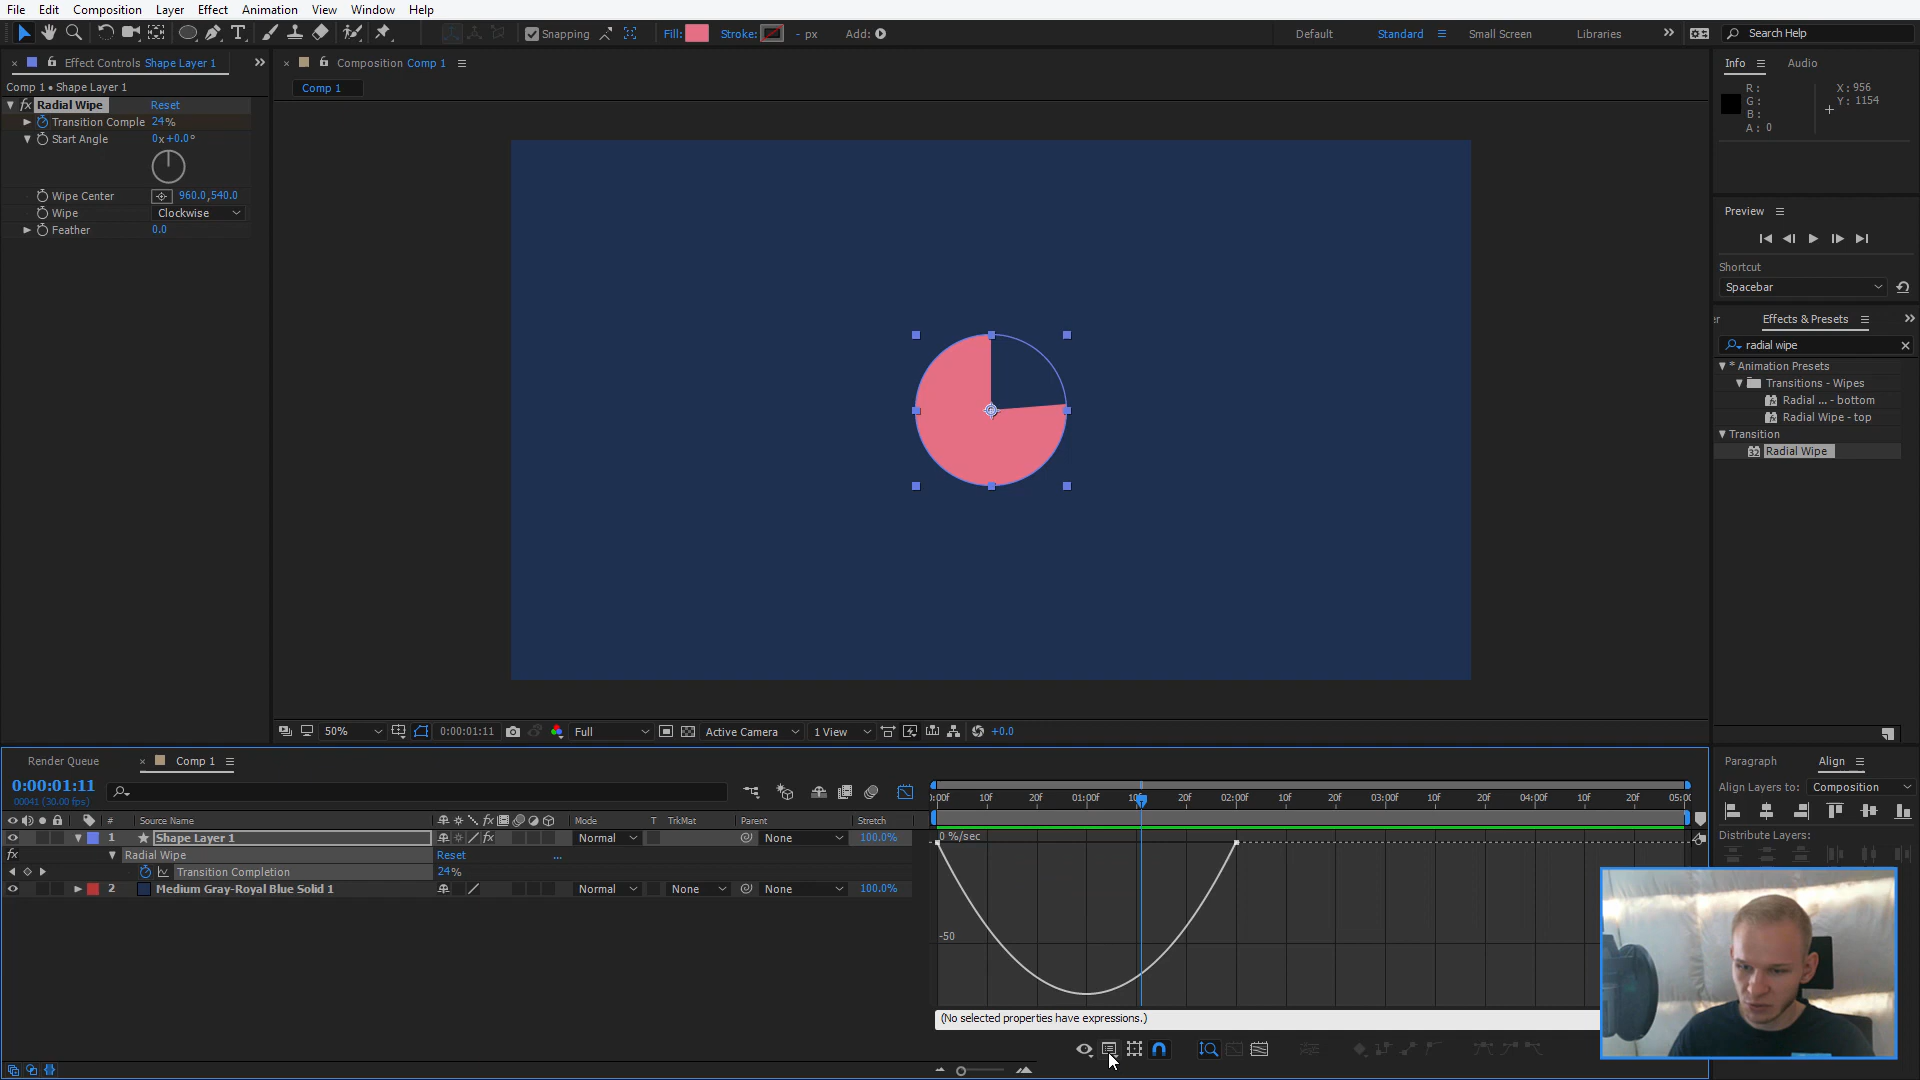 File Edit Composition Layer Effect Animation View Window Help
Snapping Fill: Stroke: - px Add: Default Standard Small Screen Libraries Search Help
Effect Controls Shape Layer 1
Comp 1 • Shape Layer 1
fx Radial Wipe Reset
Transition Comple 24%
Start Angle 0x+0.0°
Wipe Center 960.0,540.0
Wipe Clockwise
Feather 0.0
Composition Comp 1
Comp 1
50% 0:00:01:11 Full Active Camera 1 View +0.0
Info Audio
R: X: 956
G: Y: 1154
B:
A: 0
Preview
Shortcut
Spacebar
Effects & Presets
radial wipe
* Animation Presets
Transitions - Wipes
Radial ... - bottom
Radial Wipe - top
Transition
Radial Wipe
Paragraph Align
Align Layers to: Composition
Distribute Layers:
Render Queue Comp 1
0:00:01:11
00041 (30.00 fps)
# Source Name Mode T TrkMat Parent Stretch
1 Shape Layer 1 Normal None 100.0%
fx Radial Wipe Reset ...
Transition Completion 24%
2 Medium Gray-Royal Blue Solid 1 Normal None None 100.0%
:00f 10f 20f 01:00f 10f 20f 02:00f 10f 20f 03:00f 10f 20f 04:00f 10f 20f 05:0
0 %/sec
-50
(No selected properties have expressions.)